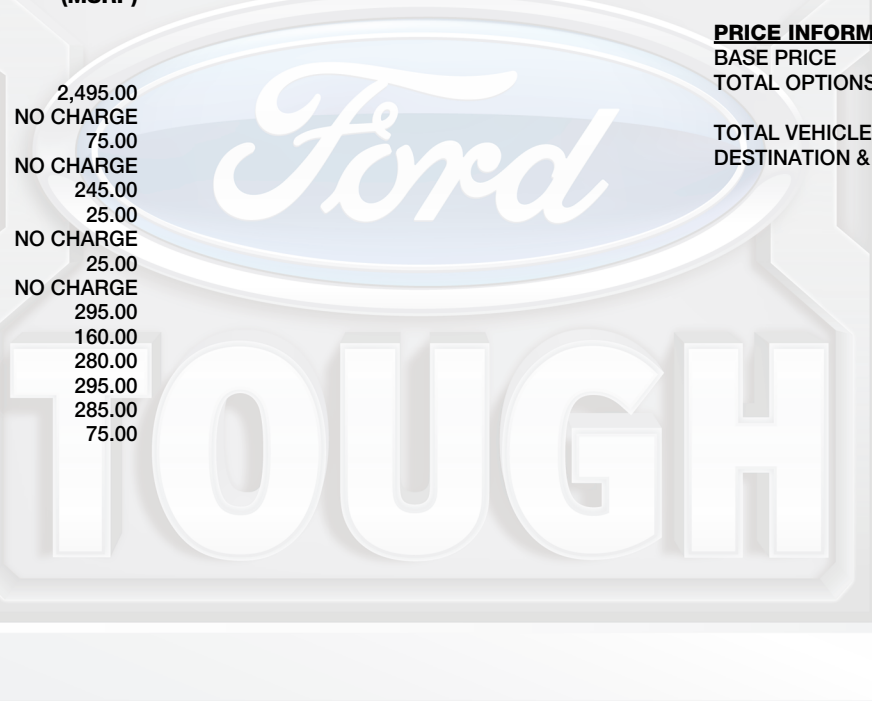 (MSRP)
2,495.00
NO CHARGE
75.00
NO CHARGE
245.00
25.00
NO CHARGE
25.00
NO CHARGE
295.00
160.00
280.00
295.00
285.00
75.00
PRICE INFORM
BASE PRICE
TOTAL OPTIONS
TOTAL VEHICLE
DESTINATION &
Ford
TOUGH